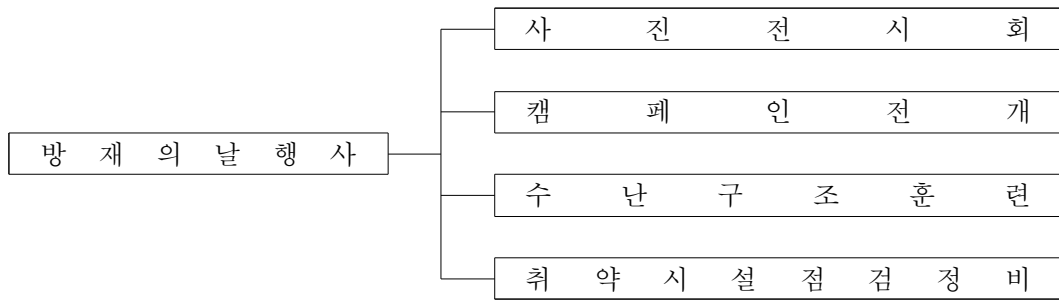 방재의날행사
사진전시회
캠페인전개
수난구조훈련
취약시설점검정비